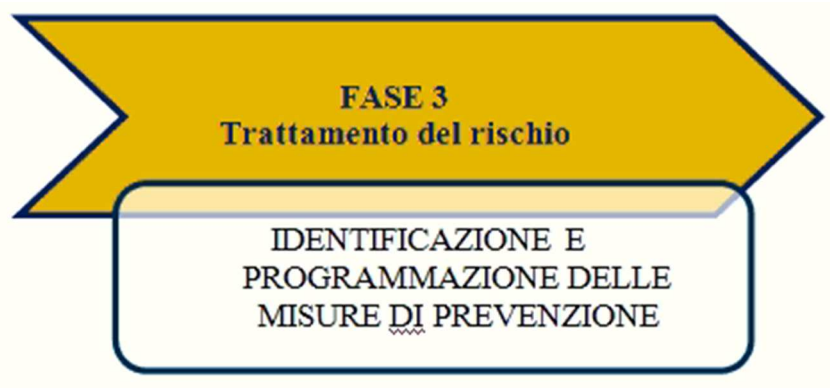 FASE 3
Trattamento del rischio
IDENTIFICAZIONE E
PROGRAMMAZIONE DELLE
MISURE DI PREVENZIONE